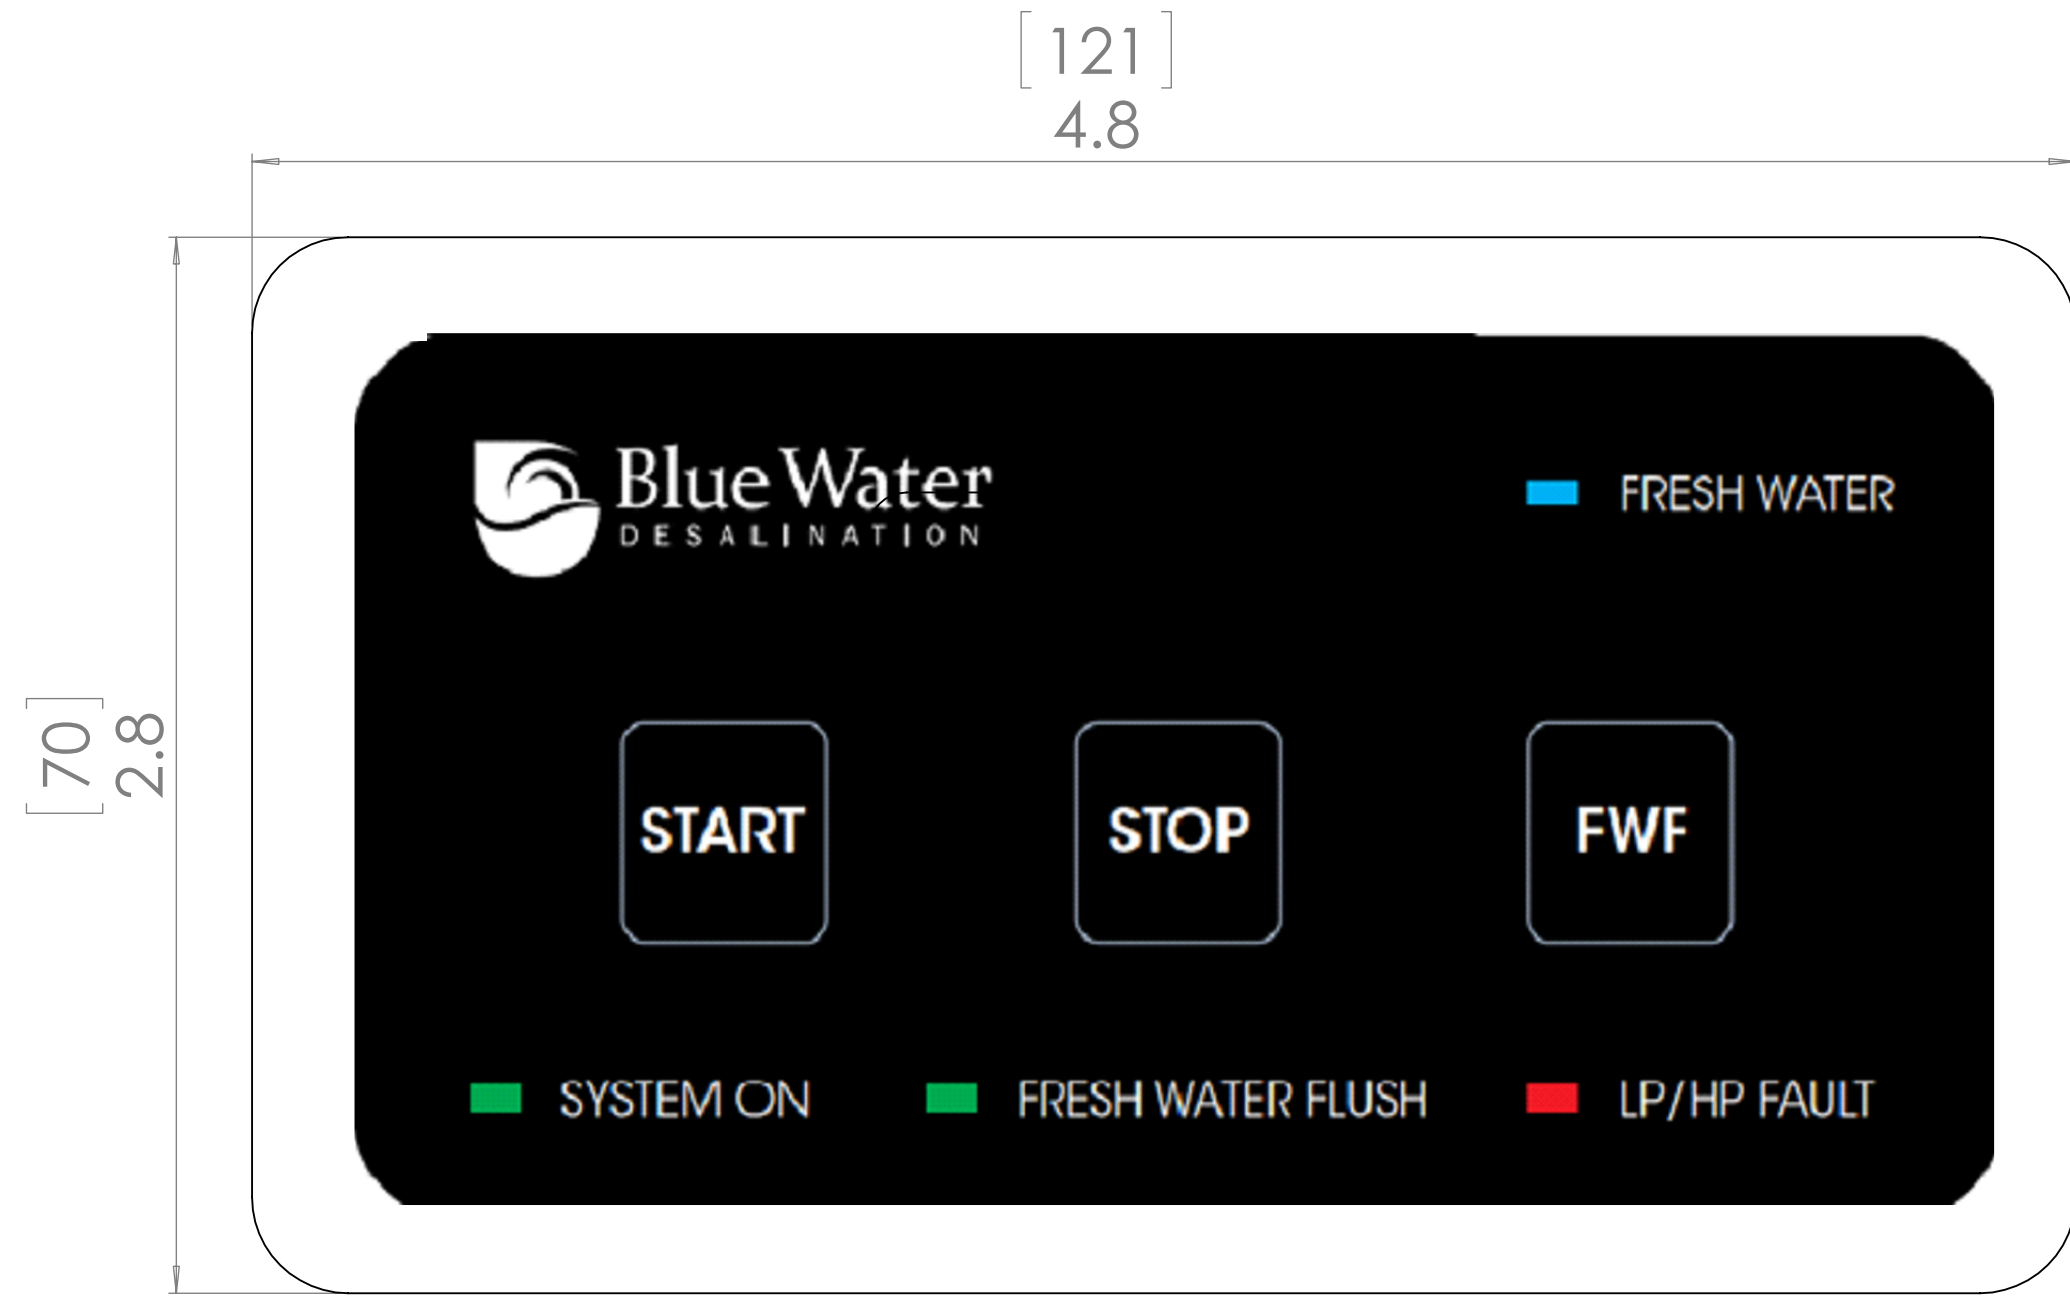 [121]
4.8
[70]
2.8
Blue Water
DESALINATION
FRESH WATER
START
STOP
FWF
SYSTEM ON
FRESH WATER FLUSH
LP/HP FAULT